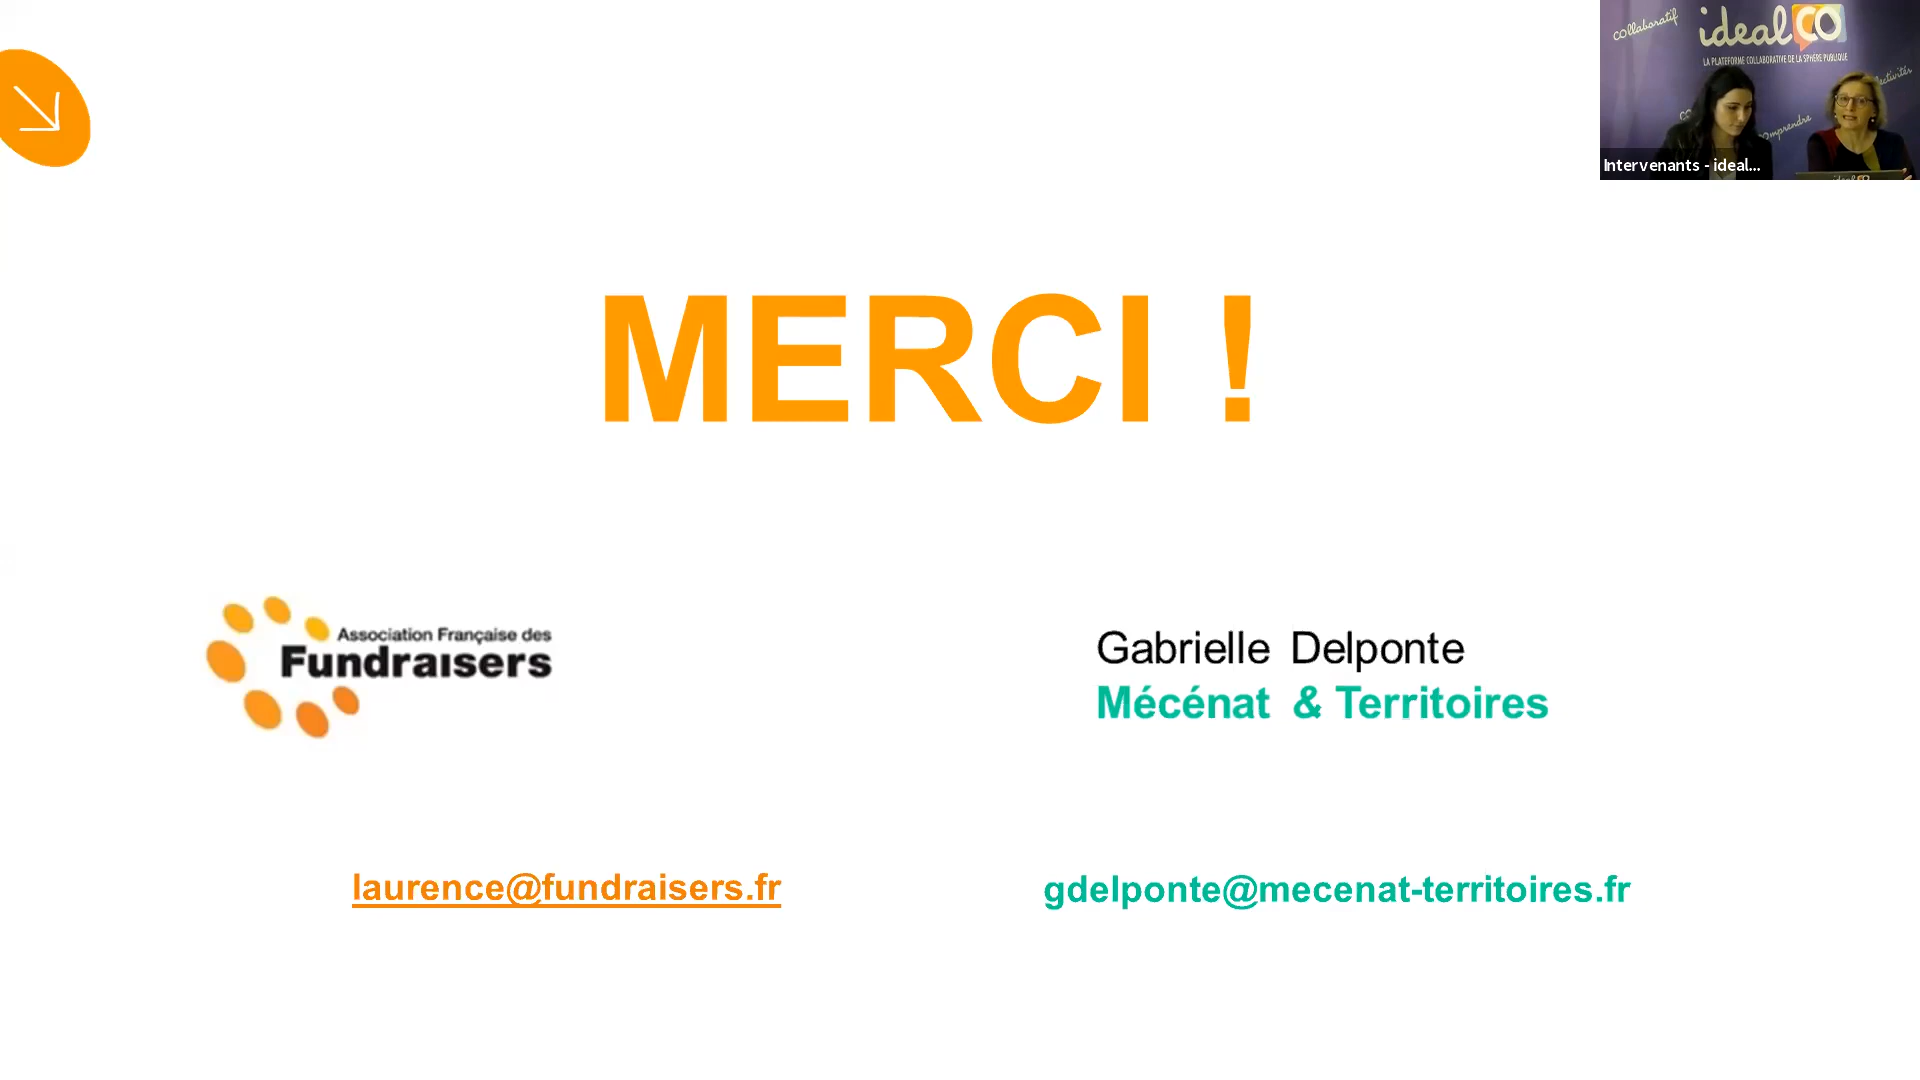 collaboratif
idealCO
LA PLATEFORME COLLABORATIVE DE LA SPHÈRE PUBLIQUE
Intervenants - ideal...
MERCI !
Association Française des
Fundraisers
Gabrielle Delponte
Mécénat & Territoires
laurence@fundraisers.fr
gdelponte@mecenat-territoires.fr